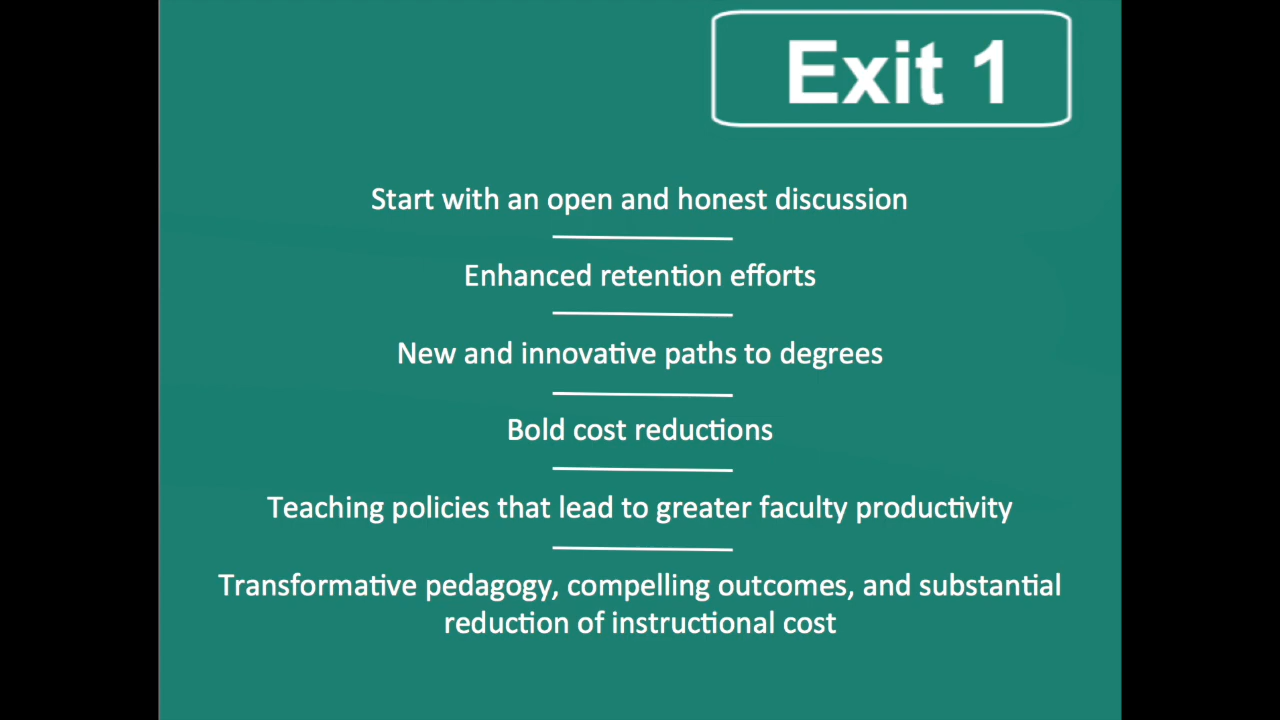 Exit 1
Start with an open and honest discussion
Enhanced retention efforts
New and innovative paths to degrees
Bold cost reductions
Teaching policies that lead to greater faculty productivity
Transformative pedagogy, compelling outcomes, and substantial
reduction of instructional cost